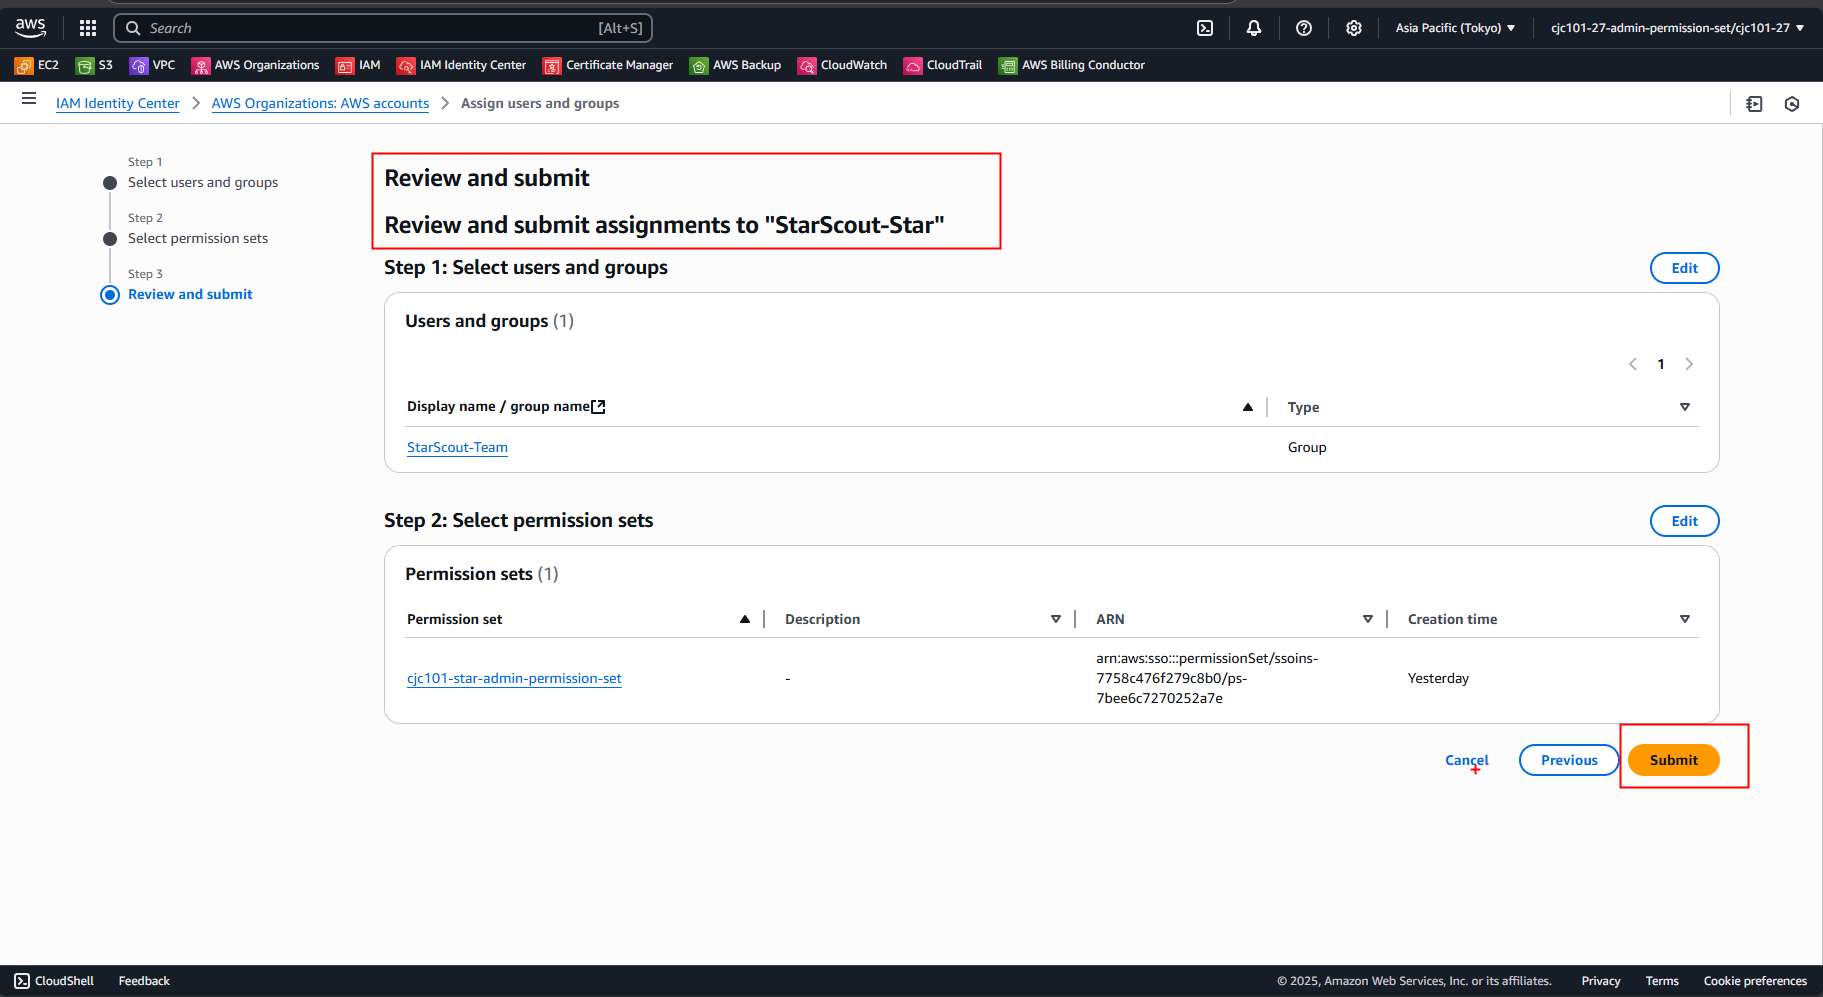 aws
Search [Alt+S]
Asia Pacific (Tokyo)
cjc101-27-admin-permission-set/cjc101-27
EC2 S3 VPC AWS Organizations IAM IAM Identity Center Certificate Manager AWS Backup CloudWatch CloudTrail AWS Billing Conductor
IAM Identity Center AWS Organizations: AWS accounts Assign users and groups
Step 1
Select users and groups
Step 2
Select permission sets
Step 3
Review and submit
Review and submit
Review and submit assignments to "StarScout-Star"
Step 1: Select users and groups
Edit
Users and groups (1)
1
Display name / group name Type
StarScout-Team Group
Step 2: Select permission sets
Edit
Permission sets (1)
Permission set Description ARN Creation time
cjc101-star-admin-permission-set - arn:aws:sso:::permissionSet/ssoins-
7758c476f279c8b0/ps-
7bee6c7270252a7e
Yesterday
Cancel Previous Submit
CloudShell Feedback
© 2025, Amazon Web Services, Inc. or its affiliates. Privacy Terms Cookie preferences